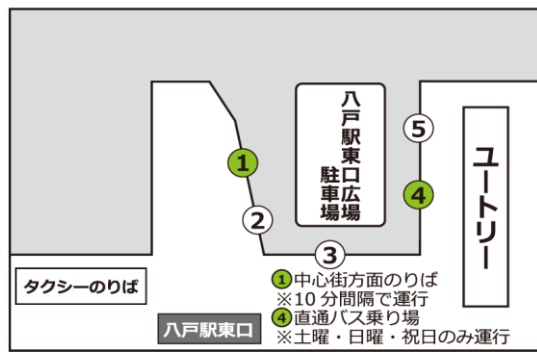 八戸駅東口広場
駐車場
①
②
③
④
⑤
ユートリー
タクシーのりば
八戸駅東口
①中心街方面のりば
※10分間隔で運行
④直通バス乗り場
※土曜・日曜・祝日のみ運行